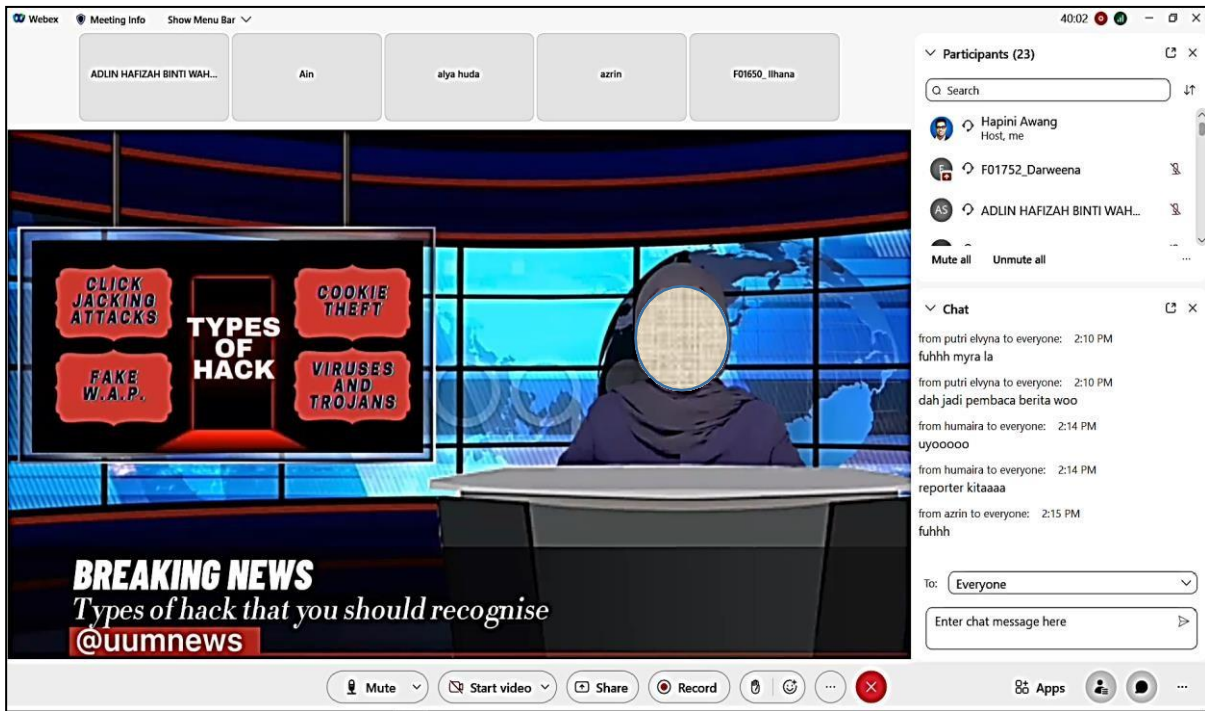 Webex
Meeting Info
Show Menu Bar
40:02
ADLIN HAFIZAH BINTI WAH...
Ain
alya huda
azrin
F01650_ Ilhana
CLICK
JACKING
ATTACKS
COOKIE
THEFT
TYPES
OF
HACK
FAKE
W.A.P.
VIRUSES
AND
TROJANS
BREAKING NEWS
Types of hack that you should recognise
@uumnews
Participants (23)
Search
Hapini Awang
Host, me
F01752_Darweena
AS
ADLIN HAFIZAH BINTI WAH...
Mute all
Unmute all
...
Chat
from putri elvyna to everyone: 2:10 PM
fuhhh myra la
from putri elvyna to everyone: 2:10 PM
dah jadi pembaca berita woo
from humaira to everyone: 2:14 PM
uyooooo
from humaira to everyone: 2:14 PM
reporter kitaaaa
from azrin to everyone: 2:15 PM
fuhhh
To: Everyone
Enter chat message here
Mute
Start video
Share
Record
...
Apps
...